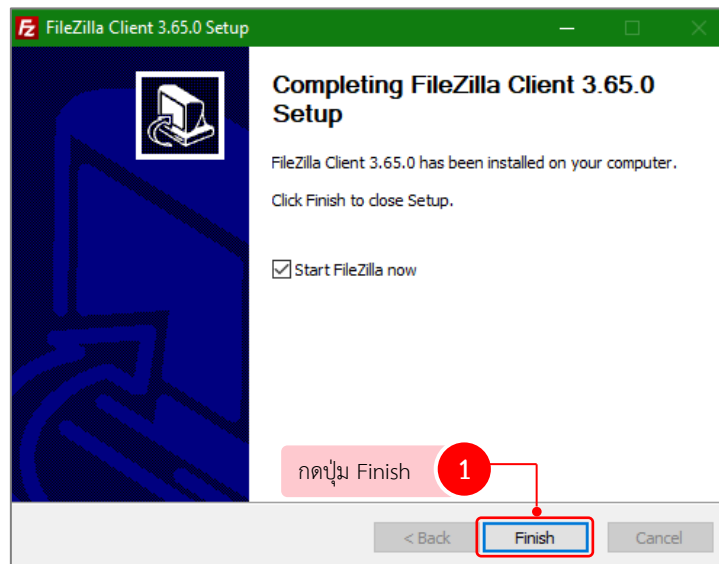 FileZilla Client 3.65.0 Setup
Completing FileZilla Client 3.65.0
Setup
FileZilla Client 3.65.0 has been installed on your computer.
Click Finish to close Setup.
Start FileZilla now
กดปุ่ม Finish 1
< Back Finish Cancel